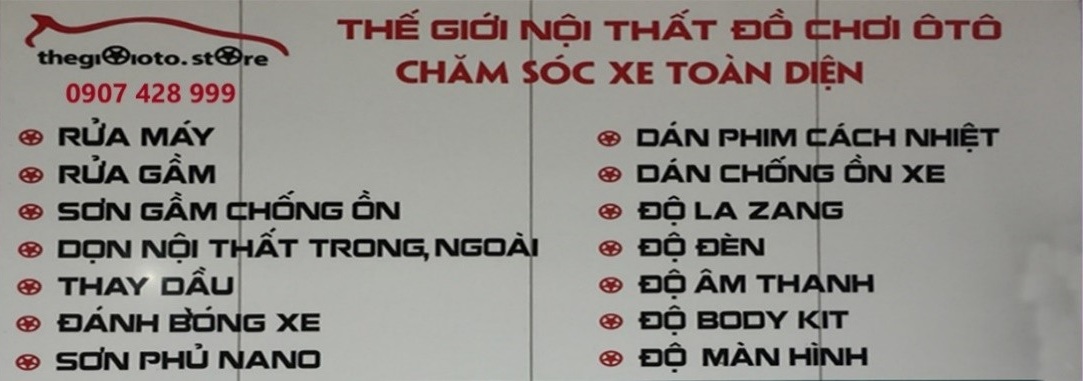 thegioioto.store
0907 428 999
THẾ GIỚI NỘI THẤT ĐỒ CHƠI ÔTÔ
CHĂM SÓC XE TOÀN DIỆN
RỬA MÁY
RỬA GẦM
SƠN GẦM CHỐNG ỒN
DỌN NỘI THẤT TRONG, NGOÀI
THAY DẦU
ĐÁNH BÓNG XE
SƠN PHỦ NANO
DÁN PHIM CÁCH NHIỆT
DÁN CHỐNG ỒN XE
ĐỘ LA ZANG
ĐỘ ĐÈN
ĐỘ ÂM THANH
ĐỘ BODY KIT
ĐỘ MÀN HÌNH